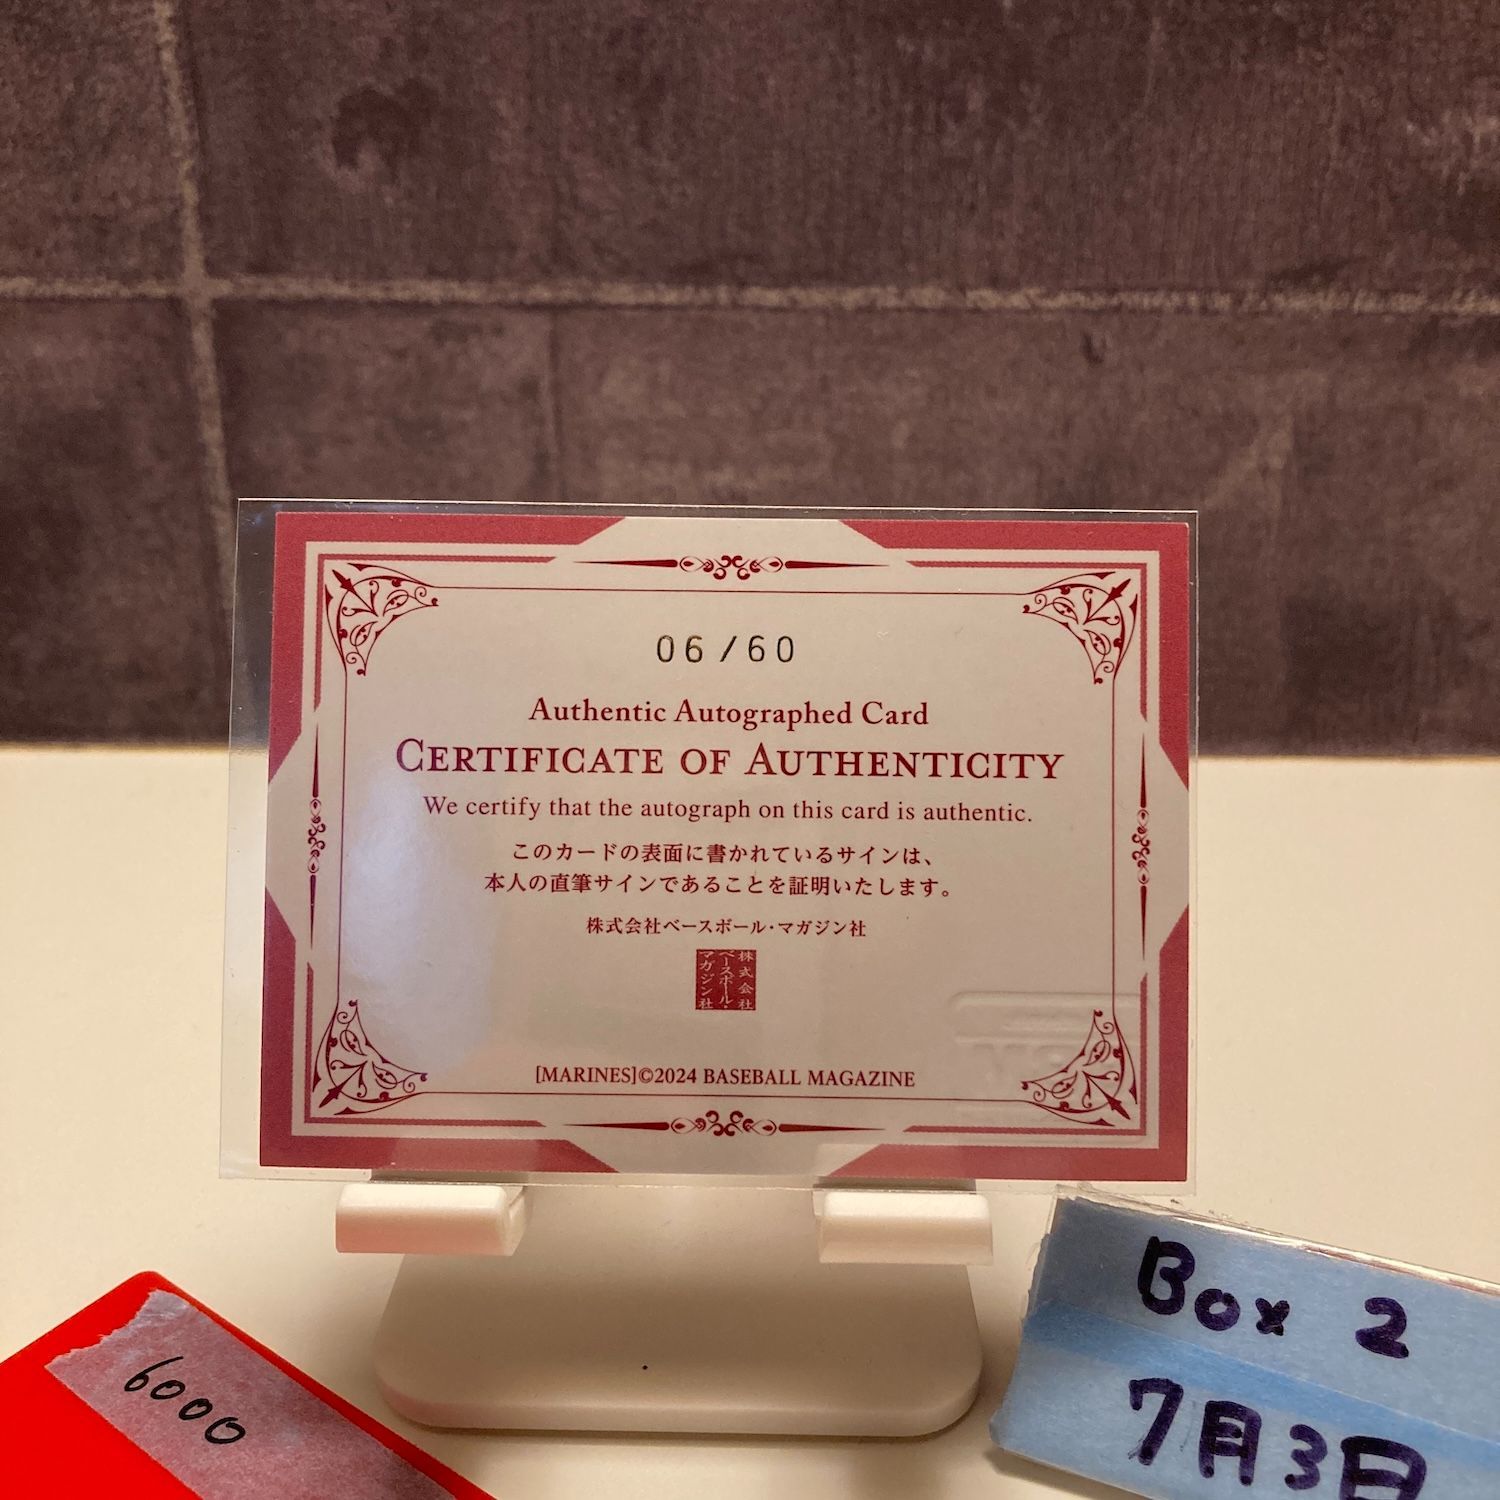 06/60
Authentic Autographed Card
CERTIFICATE OF AUTHENTICITY
We certify that the autograph on this card is authentic.
このカードの表面に書かれているサインは、
本人の直筆サインであることを証明いたします。
株式会社ベースボール・マガジン社
株式会社
ベースボール・
マガジン社
[MARINES]©2024 BASEBALL MAGAZINE
6000
Box 2
7月3日